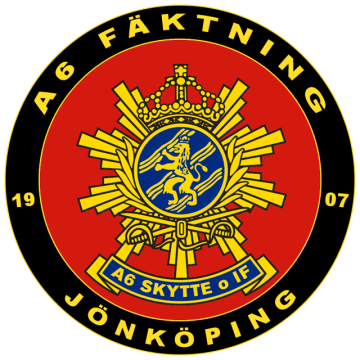 A6 FÄKTNING
19 07
A6 SKYTTE o IF
JÖNKÖPING